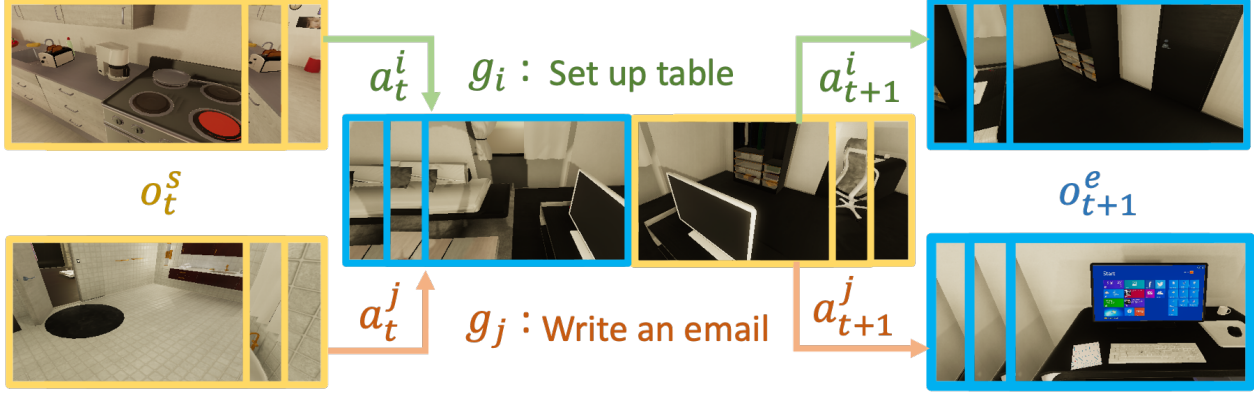 a_t^i
g_i : Set up table
a_{t+1}^i
o_t^s
o_{t+1}^e
a_t^j
g_j : Write an email
a_{t+1}^j
Start